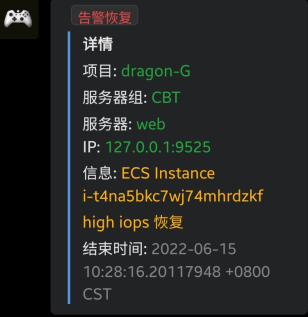 告警恢复
详情
项目: dragon-G
服务器组: CBT
服务器: web
IP: 127.0.0.1:9525
信息: ECS Instance
i-t4na5bkc7wj74mhrdzkf
high iops 恢复
结束时间: 2022-06-15
10:28:16.20117948 +0800
CST